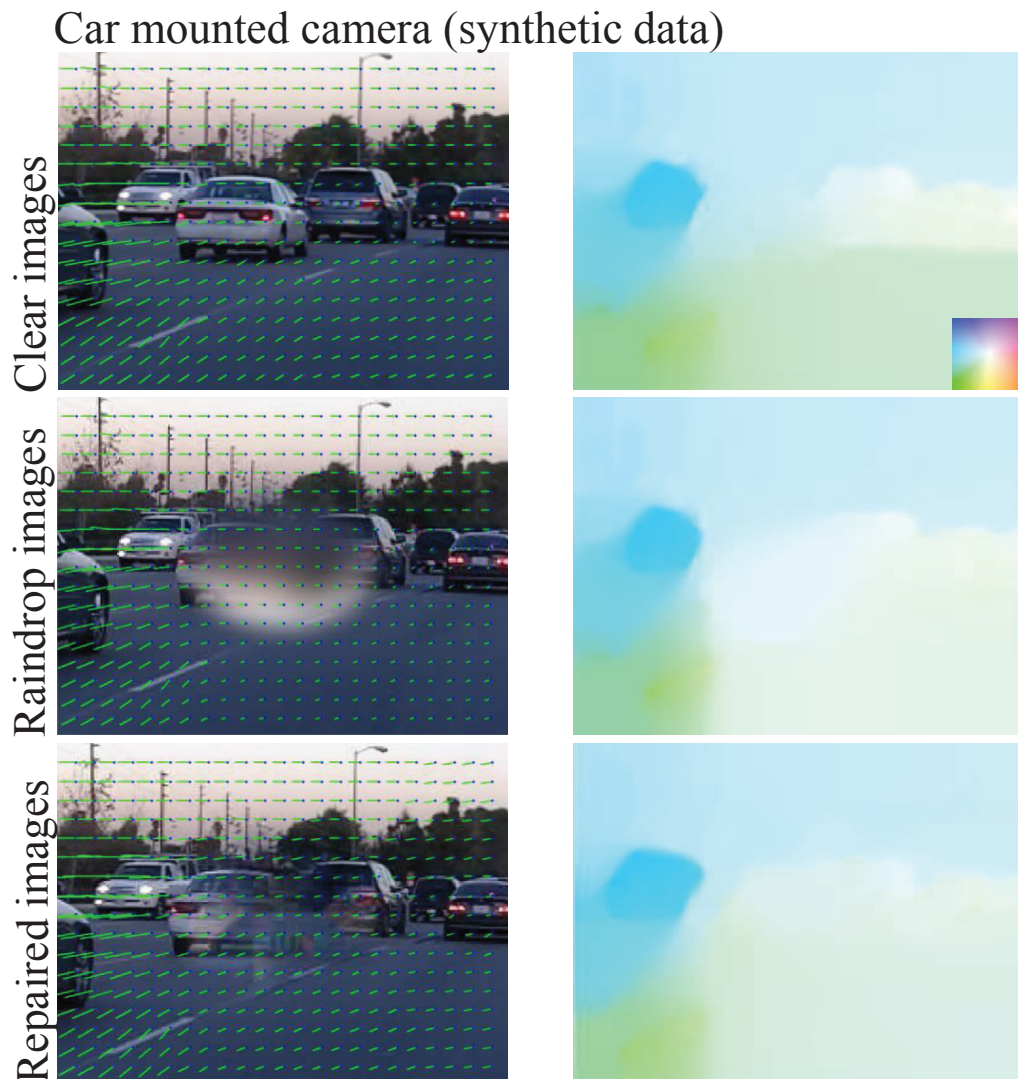 Car mounted camera (synthetic data)
Clear images
Raindrop images
Repaired images